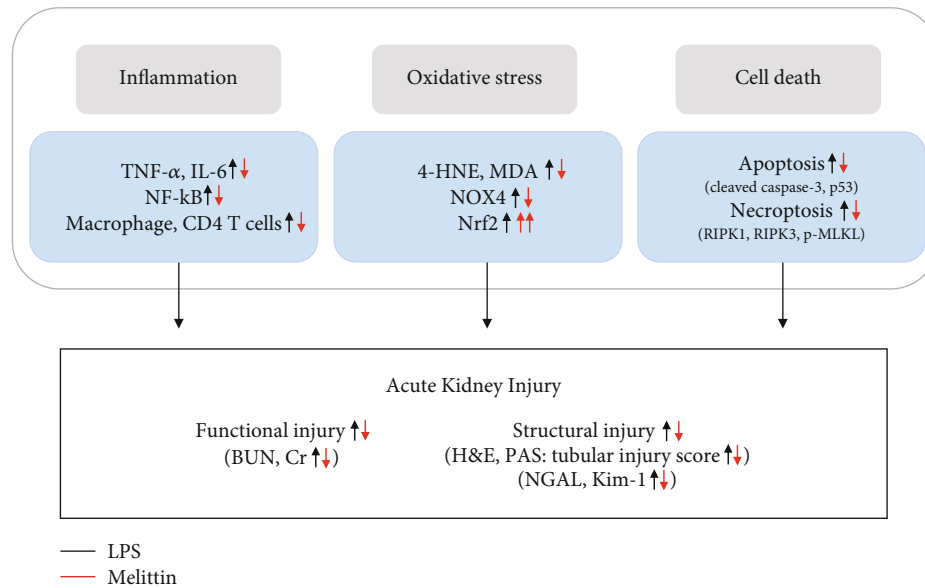 Inflammation
TNF-α, IL-6↑↓
NF-kB↑↓
Macrophage, CD4 T cells↑↓
Oxidative stress
4-HNE, MDA ↑↓
NOX4 ↑↓
Nrf2 ↑↑↑
Cell death
Apoptosis↑↓
(cleaved caspase-3, p53)
Necroptosis ↑↓
(RIPK1, RIPK3, p-MLKL)
Acute Kidney Injury
Functional injury ↑↓
(BUN, Cr ↑↓)
Structural injury ↑↓
(H&E, PAS: tubular injury score ↑↓)
(NGAL, Kim-1 ↑↓)
LPS
Melittin